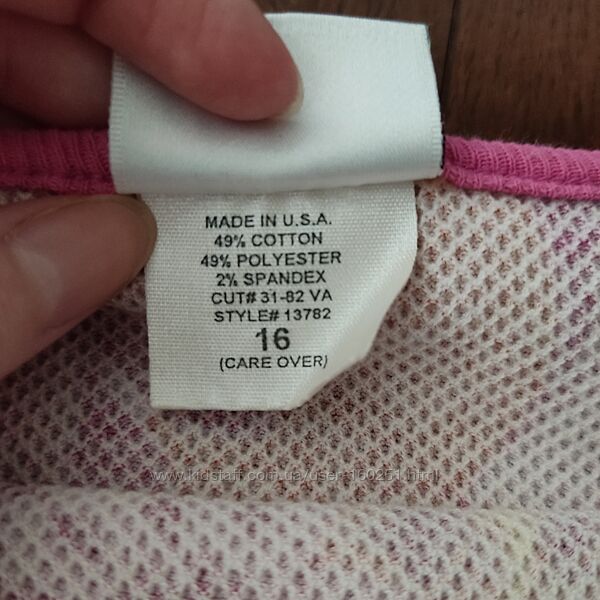 MADE IN U.S.A.
49% COTTON
49% POLYESTER
2% SPANDEX
CUT# 31-82 VA
STYLE# 13782
16
(CARE OVER)
www.kidstaff.com.ua/user-160251.html